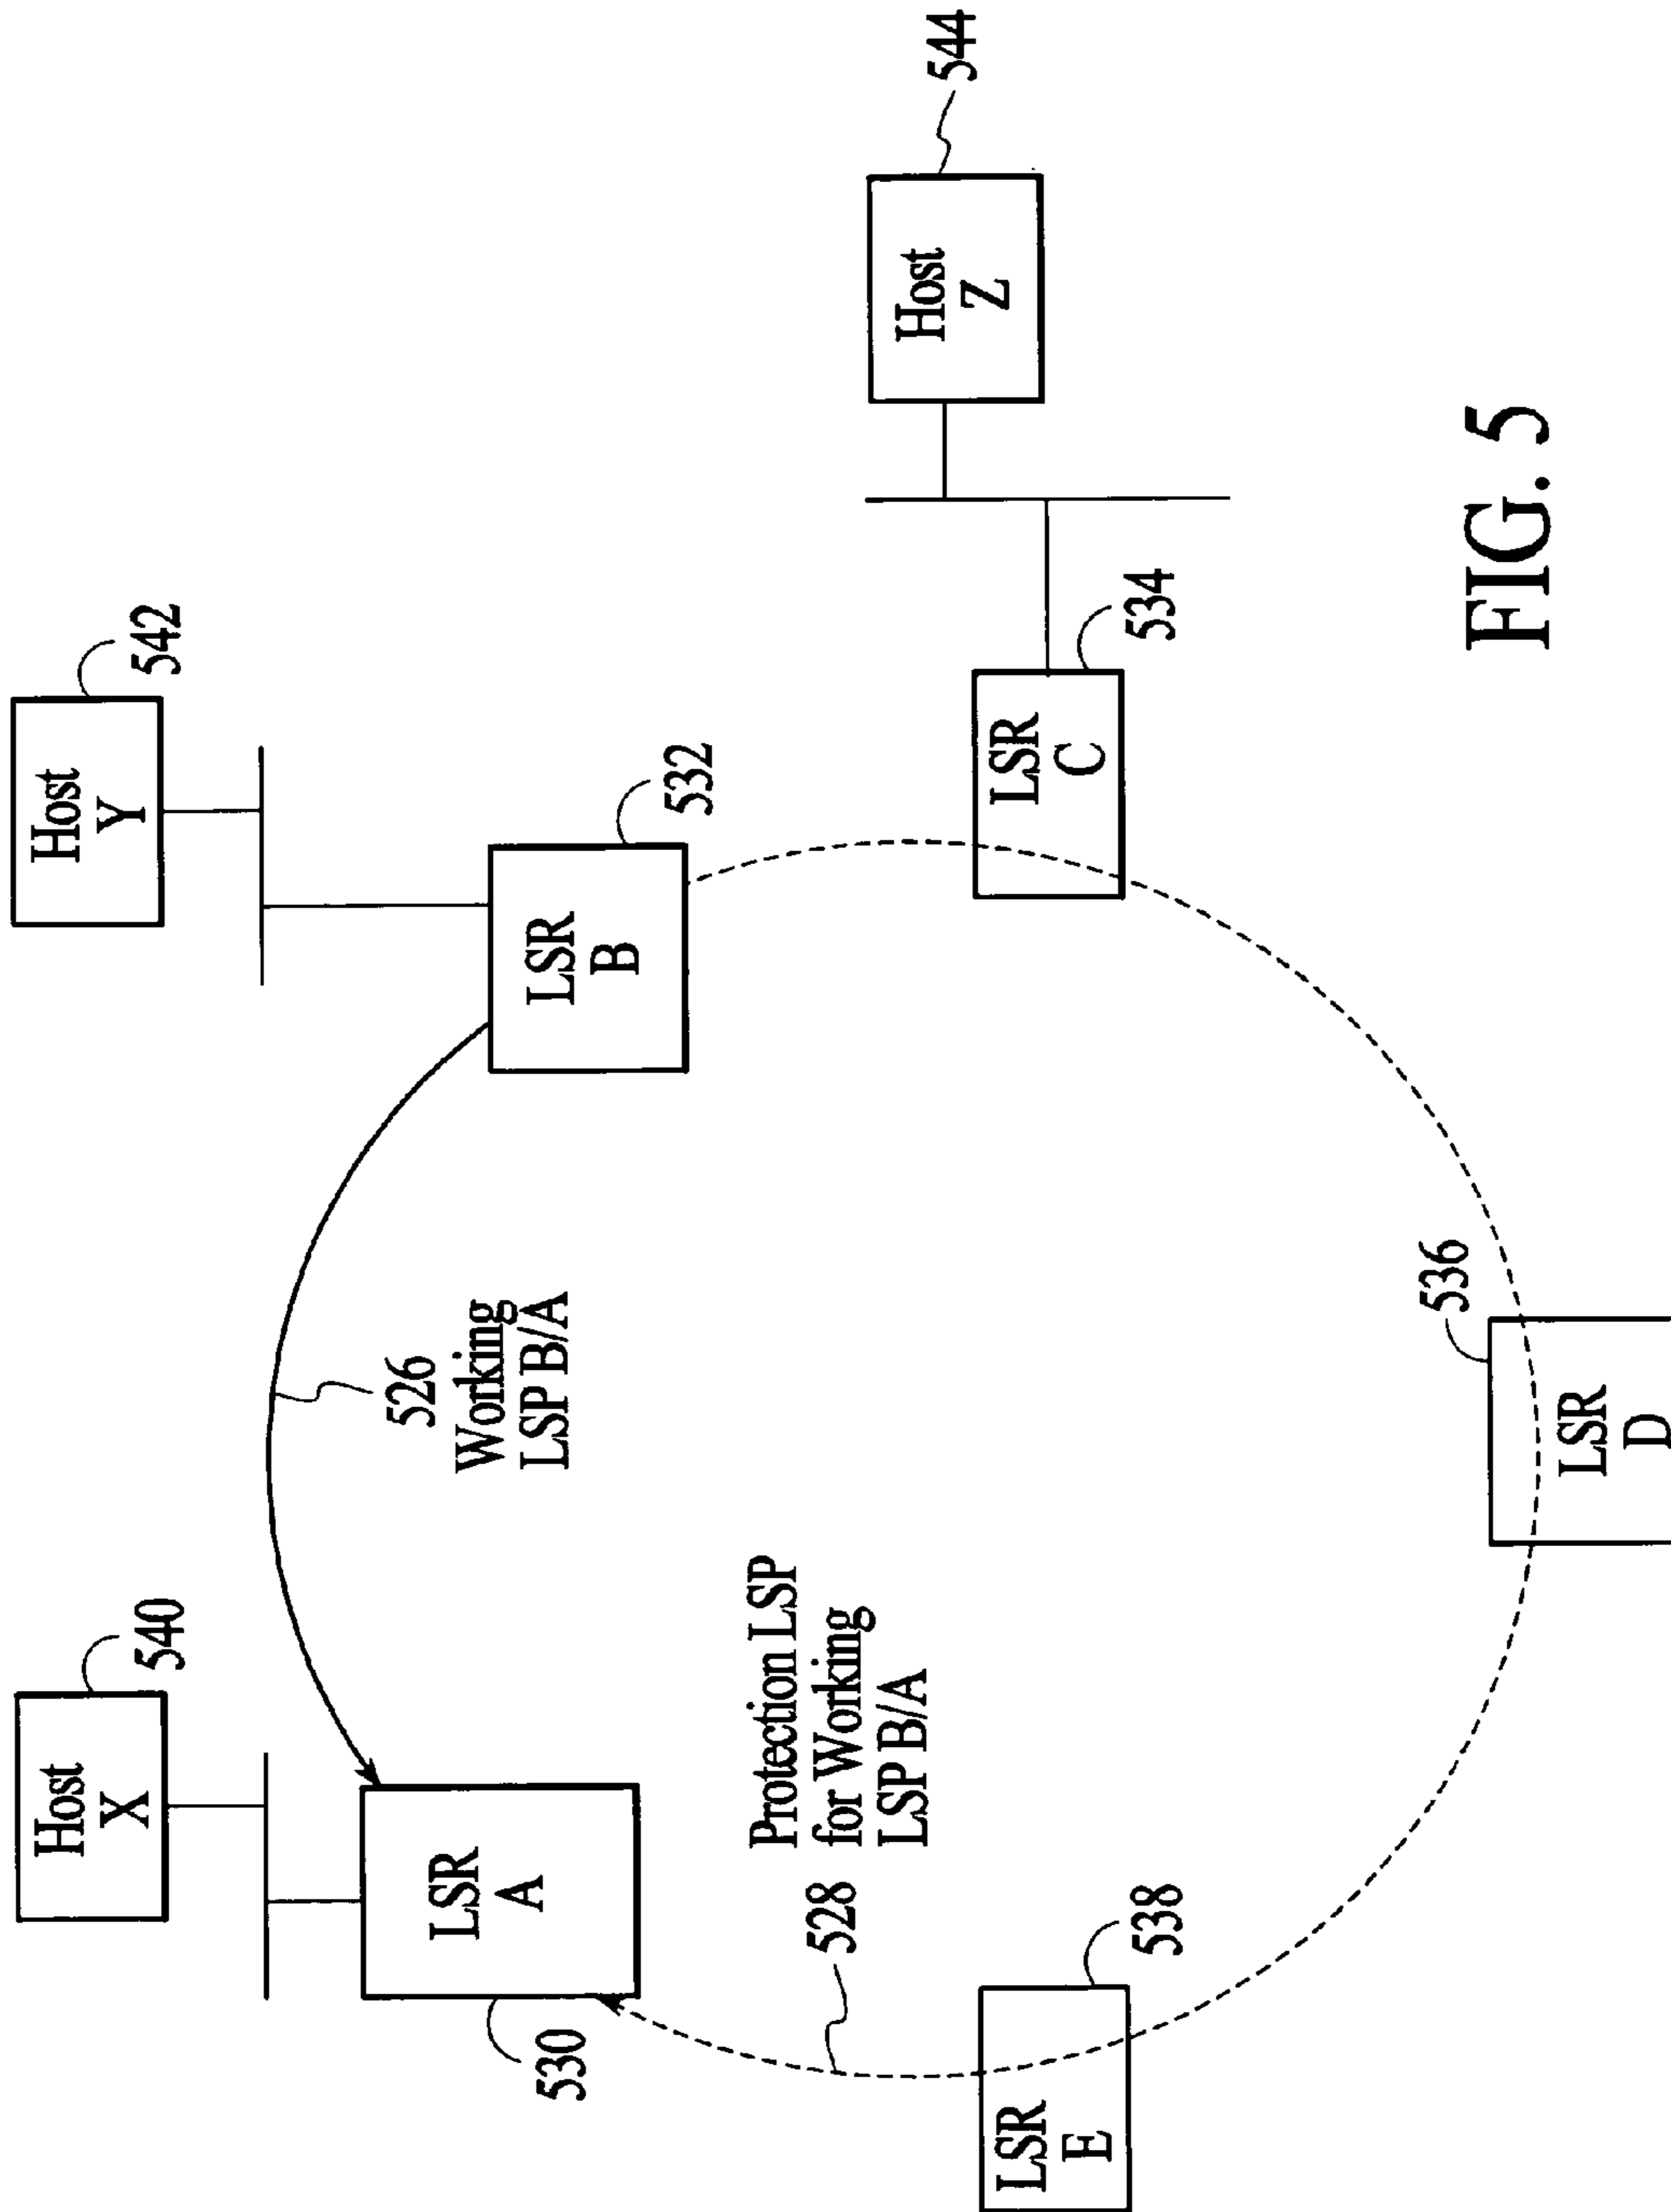 Host
X
540
Host
Y
542
LSR
A
530
526
Working
LSP B/A
LSR
B
532
528
Protection LSP
for Working
LSP B/A
Host
Z
544
LSR
E
538
LSR
C
534
LSR
D
536
FIG. 5